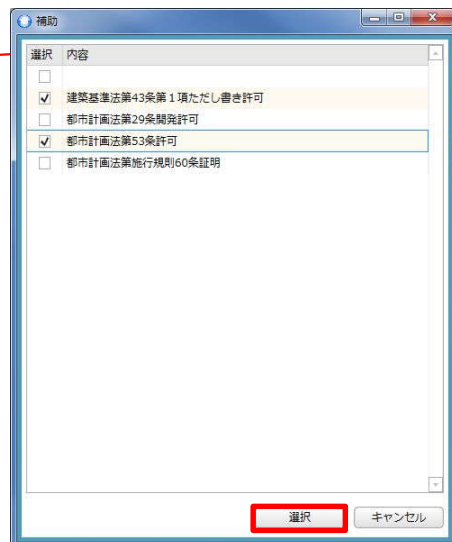 補助
選択 内容
建築基準法第43条第1項ただし書き許可
都市計画法第29条開発許可
都市計画法第53条許可
都市計画法第施行規則60条証明
選択 キャンセル